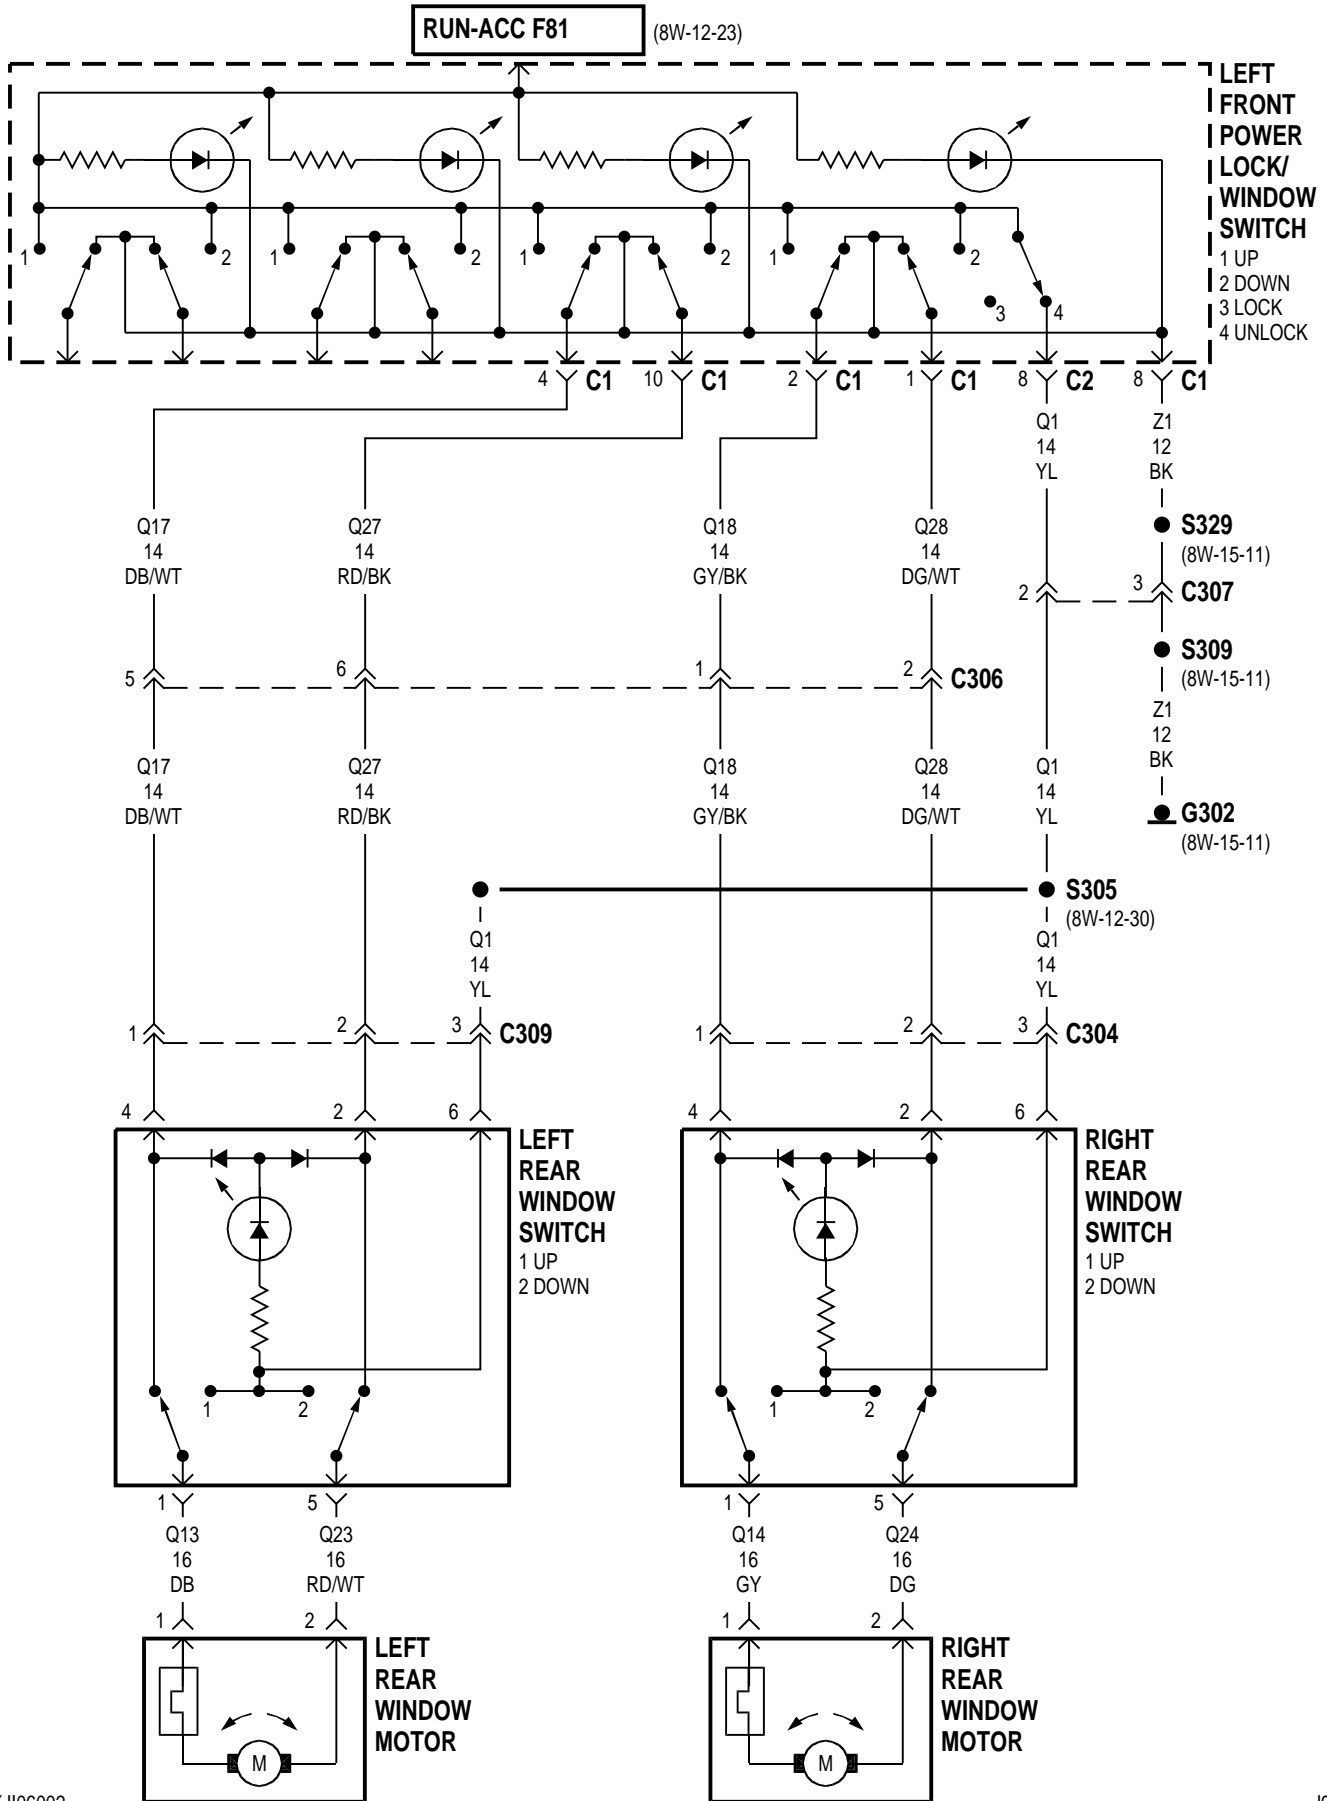 RUN-ACC F81 (8W-12-23)
LEFT
FRONT
POWER
LOCK/
WINDOW
SWITCH
1 UP
2 DOWN
3 LOCK
4 UNLOCK
1 2 1 2 1 2 1 2
3 4
4 C1 10 C1 2 C1 1 C1 8 C2 8 C1
Q1 Z1
14 12
YL BK
Q17 Q27 Q18 Q28
14 14 14 14
DB/WT RD/BK GY/BK DG/WT
S329
(8W-15-11)
2 3 C307
S309
(8W-15-11)
5 6 1 2 C306
Z1
12
BK
Q17 Q27 Q18 Q28 Q1
14 14 14 14 14
DB/WT RD/BK GY/BK DG/WT YL
G302
(8W-15-11)
S305
(8W-12-30)
Q1 Q1
14 14
YL YL
1 2 3 C309 1 2 3 C304
4 2 6 4 2 6
LEFT
REAR
WINDOW
SWITCH
1 UP
2 DOWN
1 2
RIGHT
REAR
WINDOW
SWITCH
1 UP
2 DOWN
1 2
1 5 1 5
Q13 Q23 Q14 Q24
16 16 16 16
DB RD/WT GY DG
1 2 1 2
LEFT
REAR
WINDOW
MOTOR
M
RIGHT
REAR
WINDOW
MOTOR
M